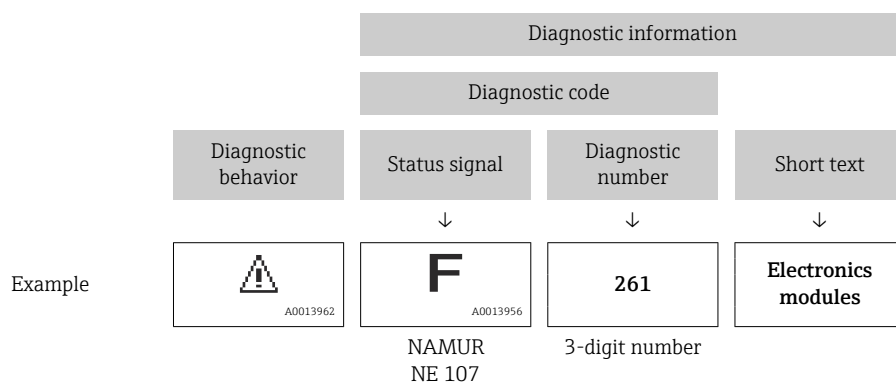 Diagnostic information
Diagnostic code
Diagnostic
behavior
Status signal
Diagnostic
number
Short text
↓
↓
↓
Example
A0013962
F
A0013956
261
Electronics
modules
NAMUR
NE 107
3-digit number